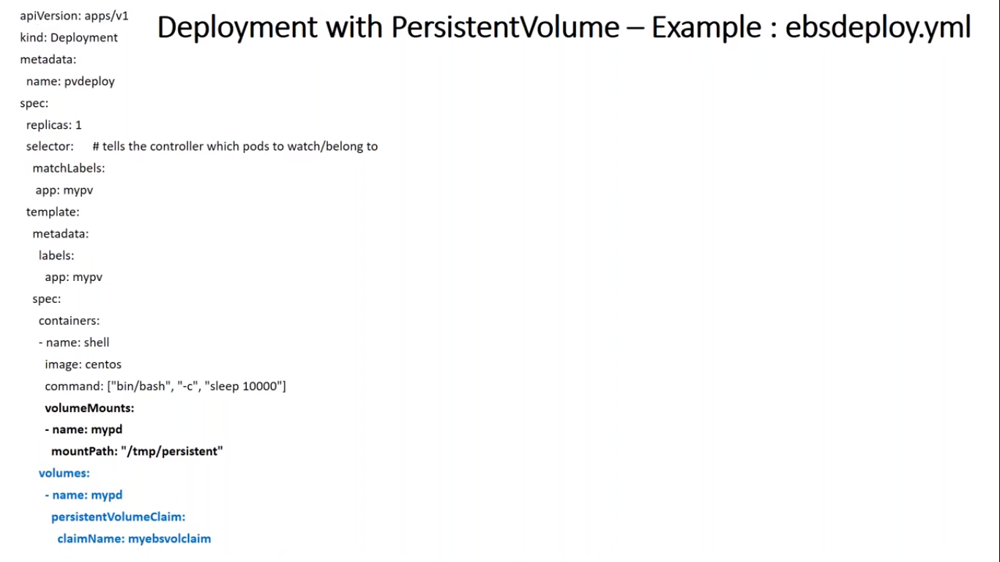 Deployment with PersistentVolume – Example : ebsdeploy.yml
apiVersion: apps/v1
kind: Deployment
metadata:
  name: pvdeploy
spec:
  replicas: 1
  selector:      # tells the controller which pods to watch/belong to
    matchLabels:
     app: mypv
  template:
    metadata:
      labels:
        app: mypv
    spec:
      containers:
      - name: shell
        image: centos
        command: ["bin/bash", "-c", "sleep 10000"]
        volumeMounts:
        - name: mypd
          mountPath: "/tmp/persistent"
      volumes:
        - name: mypd
          persistentVolumeClaim:
            claimName: myebsvolclaim